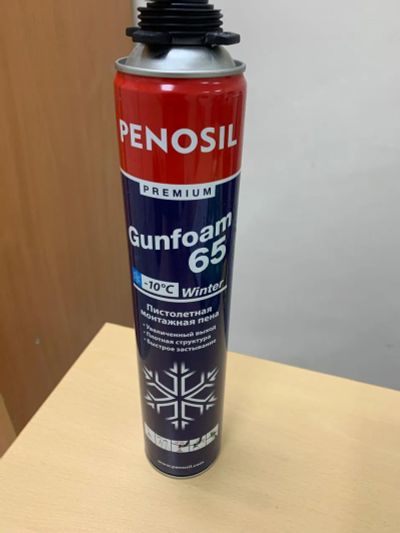 PENOSIL
PREMIUM
Gunfoam
65
-10°C Winter
Пистолетная
монтажная пена
• Увеличенный выход
• Плотная структура
• Быстрое застывание
www.penosil.com